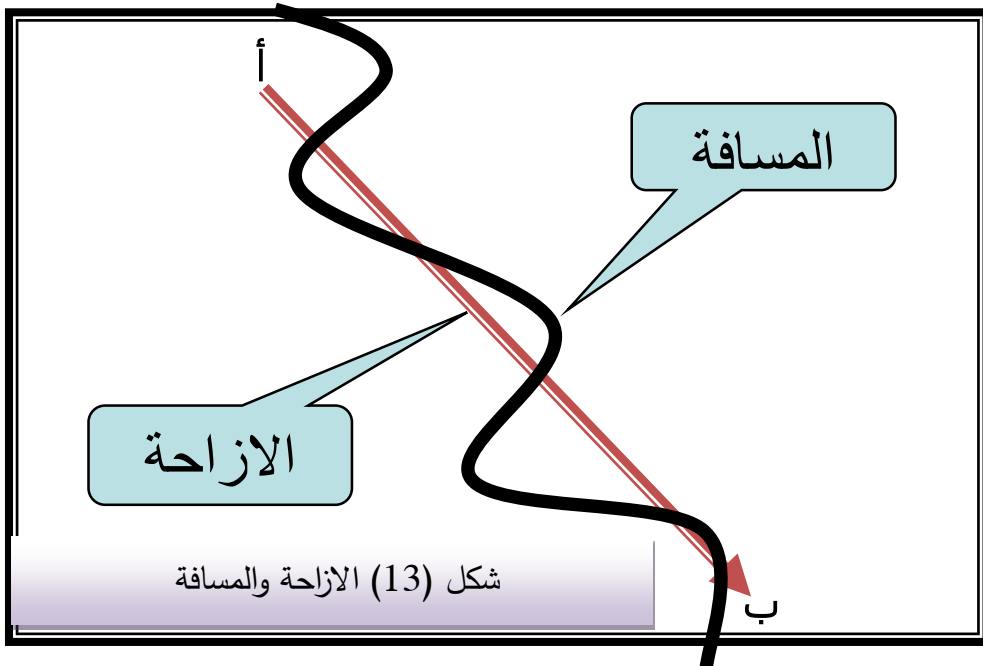 أ
المسافة
الازاحة
شكل (13) الازاحة والمسافة
ب